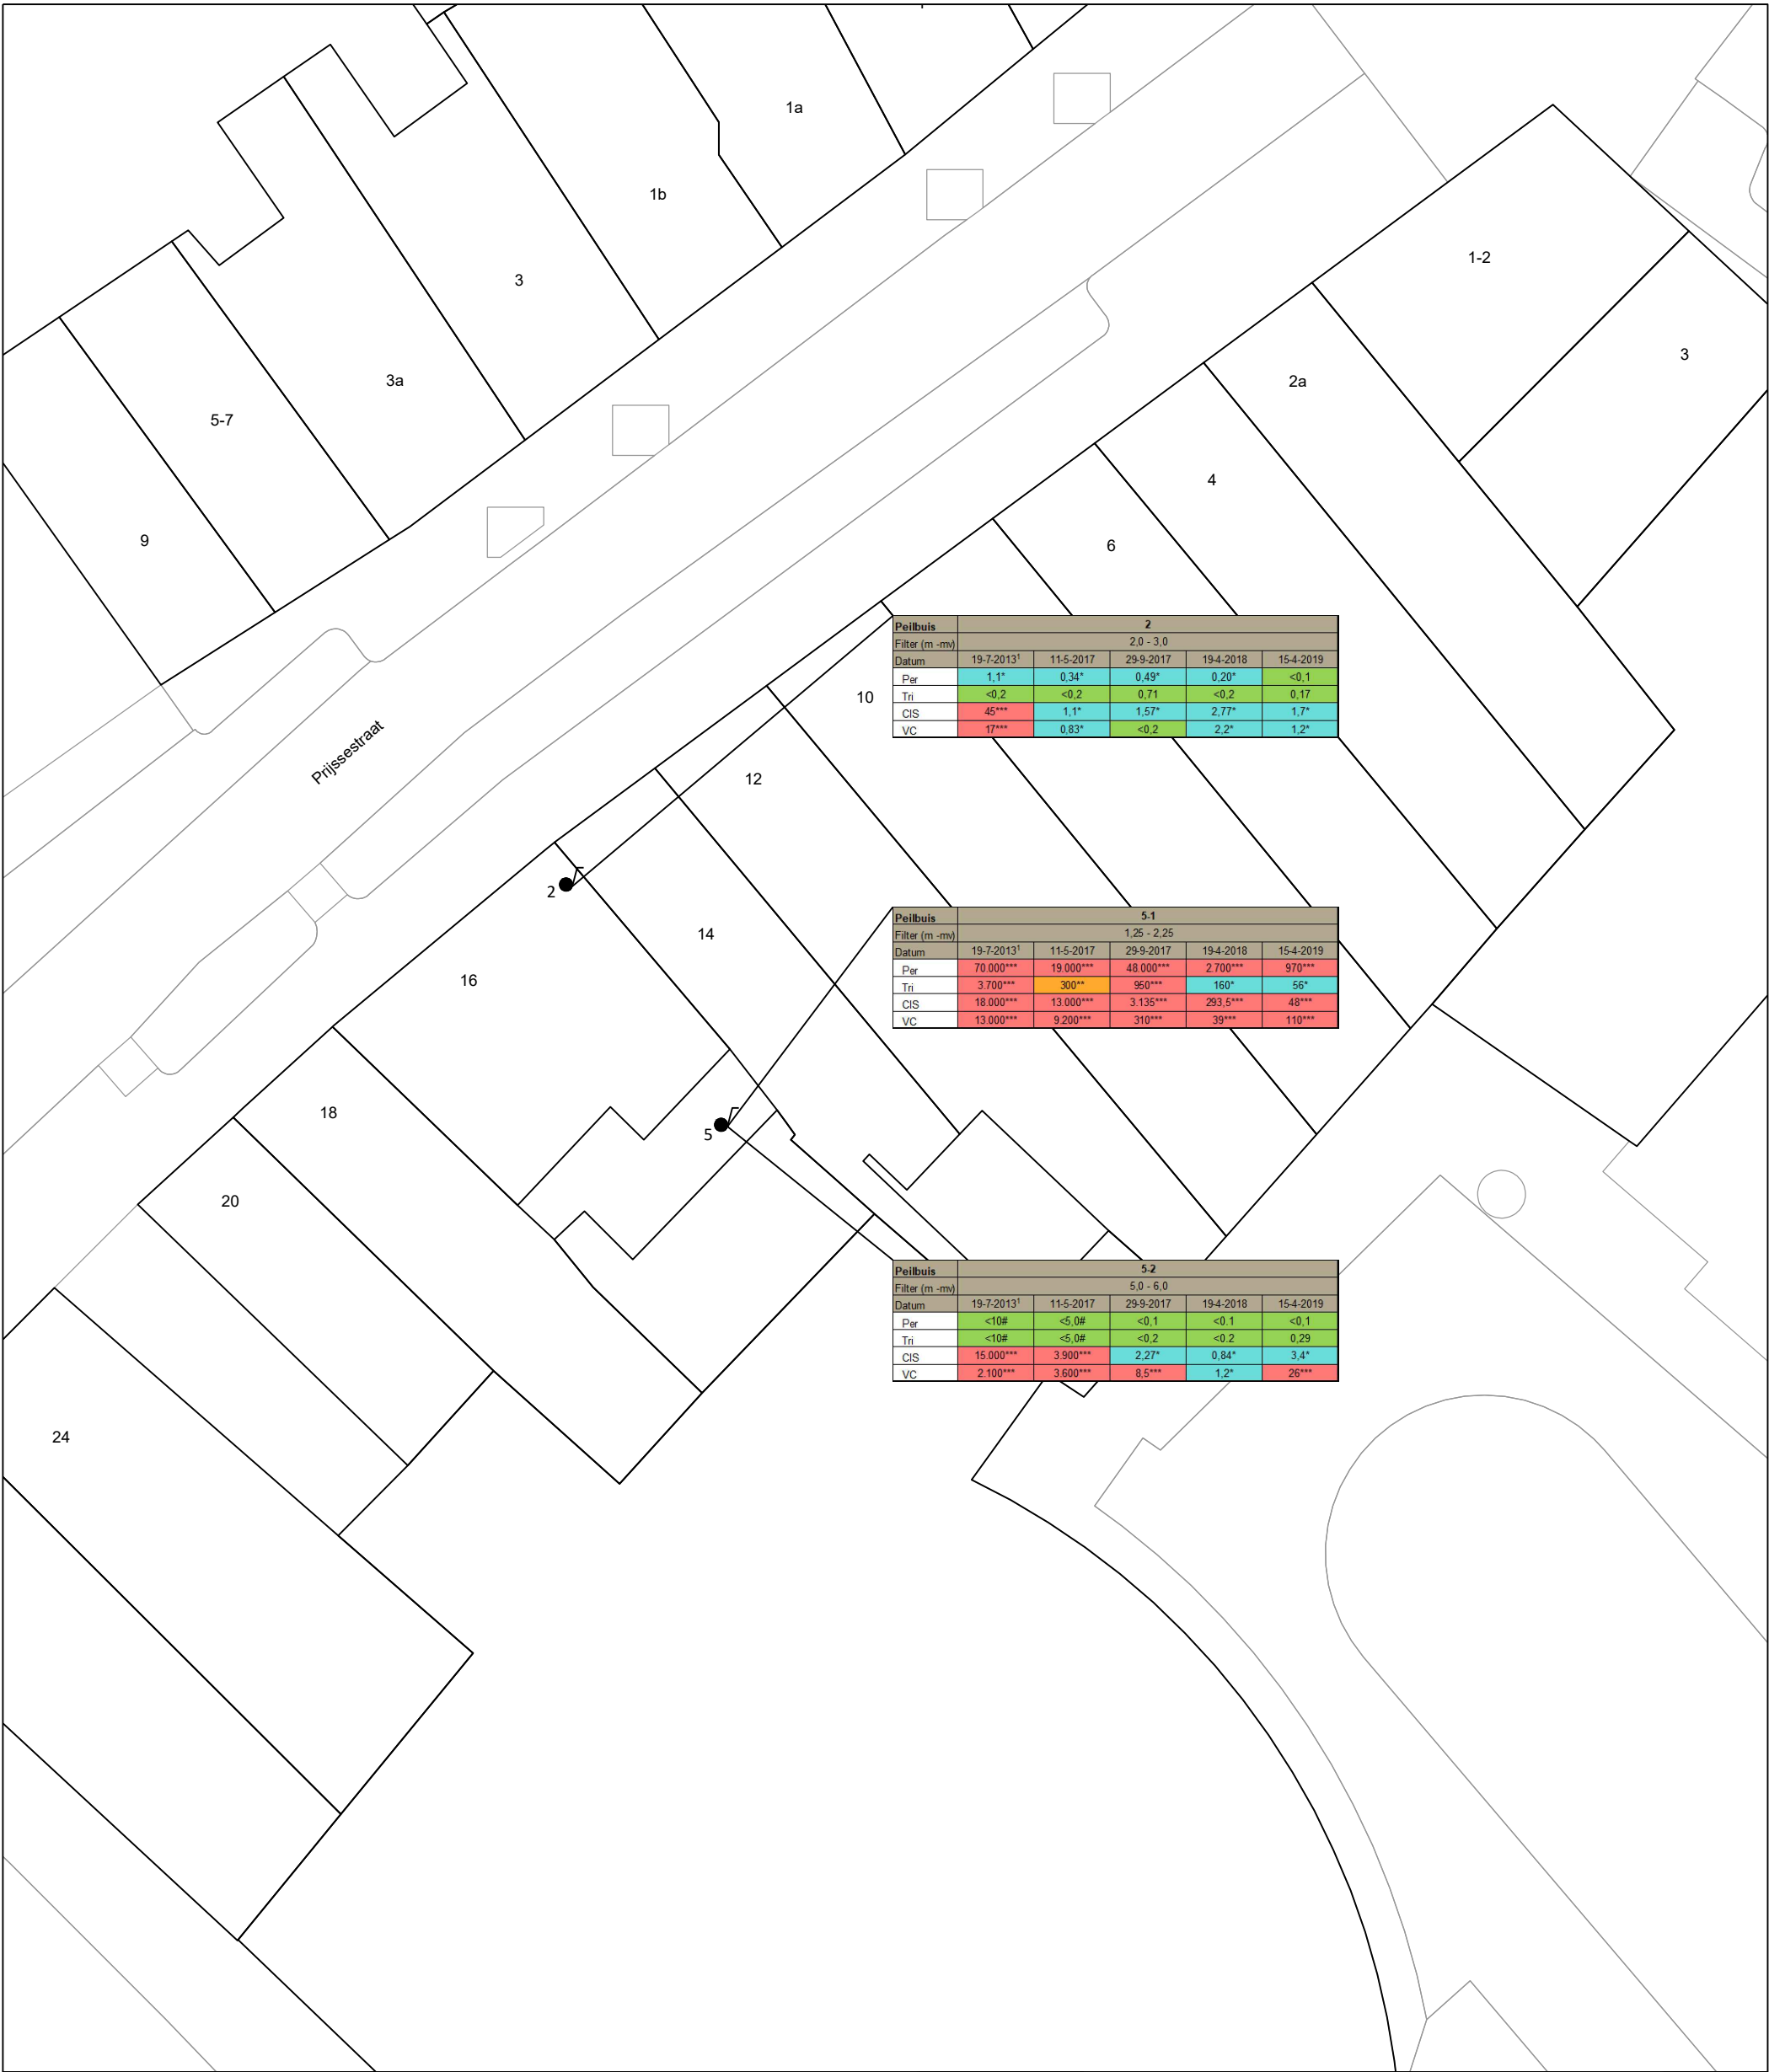 1a
1b
3
3a
5-7
9
1-2
3
2a
4
6
10
12
14
16
18
20
24
Prijssestraat
2
5
Peilbuis 2
Filter (m -mv) 2,0 - 3,0
Datum 19-7-2013¹ 11-5-2017 29-9-2017 19-4-2018 15-4-2019
Per 1,1* 0,34* 0,49* 0,20* <0,1
Tri <0,2 <0,2 0,71 <0,2 0,17
CIS 45*** 1,1* 1,57* 2,77* 1,7*
VC 17*** 0,83* <0,2 2,2* 1,2*
Peilbuis 5-1
Filter (m -mv) 1,25 - 2,25
Datum 19-7-2013¹ 11-5-2017 29-9-2017 19-4-2018 15-4-2019
Per 70.000*** 19.000*** 48.000*** 2.700*** 970***
Tri 3.700*** 300** 950*** 160* 56*
CIS 18.000*** 13.000*** 3.135*** 293,5*** 48***
VC 13.000*** 9.200*** 310*** 39*** 110***
Peilbuis 5-2
Filter (m -mv) 5,0 - 6,0
Datum 19-7-2013¹ 11-5-2017 29-9-2017 19-4-2018 15-4-2019
Per <10# <5,0# <0,1 <0.1 <0,1
Tri <10# <5,0# <0,2 <0.2 0,29
CIS 15.000*** 3.900*** 2,27* 0,84* 3,4*
VC 2.100*** 3.600*** 8,5*** 1,2* 26***